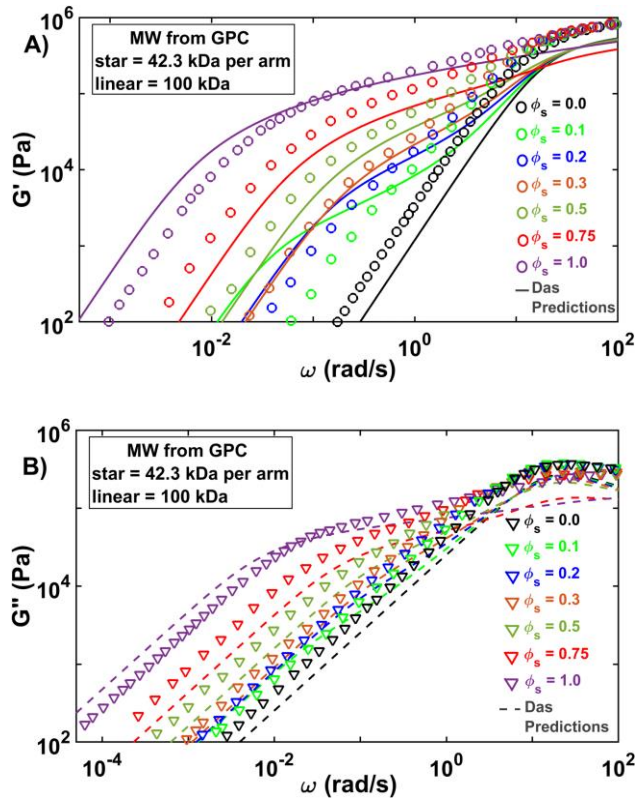 A)
MW from GPC
star = 42.3 kDa per arm
linear = 100 kDa
G' (Pa)
10^6
10^4
10^2
ϕs = 0.0
ϕs = 0.1
ϕs = 0.2
ϕs = 0.3
ϕs = 0.5
ϕs = 0.75
ϕs = 1.0
Das
Predictions
10^-2 10^0 10^2
ω (rad/s)
B)
MW from GPC
star = 42.3 kDa per arm
linear = 100 kDa
G" (Pa)
10^6
10^4
10^2
ϕs = 0.0
ϕs = 0.1
ϕs = 0.2
ϕs = 0.3
ϕs = 0.5
ϕs = 0.75
ϕs = 1.0
Das
Predictions
10^-4 10^-2 10^0 10^2
ω (rad/s)